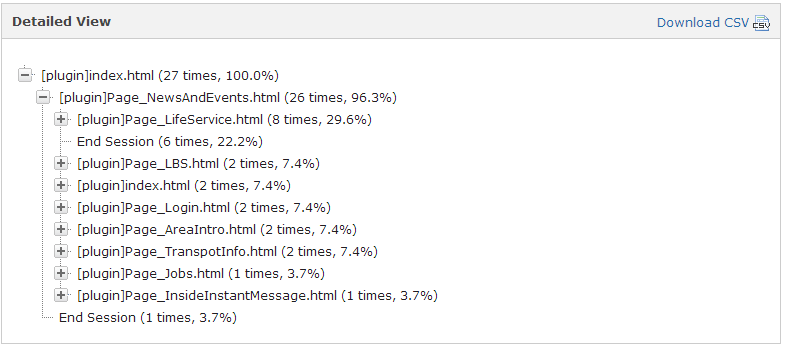 Detailed View
Download CSV
[plugin]index.html (27 times, 100.0%)
[plugin]Page_NewsAndEvents.html (26 times, 96.3%)
[plugin]Page_LifeService.html (8 times, 29.6%)
End Session (6 times, 22.2%)
[plugin]Page_LBS.html (2 times, 7.4%)
[plugin]index.html (2 times, 7.4%)
[plugin]Page_Login.html (2 times, 7.4%)
[plugin]Page_AreaIntro.html (2 times, 7.4%)
[plugin]Page_TranspotInfo.html (2 times, 7.4%)
[plugin]Page_Jobs.html (1 times, 3.7%)
[plugin]Page_InsideInstantMessage.html (1 times, 3.7%)
End Session (1 times, 3.7%)